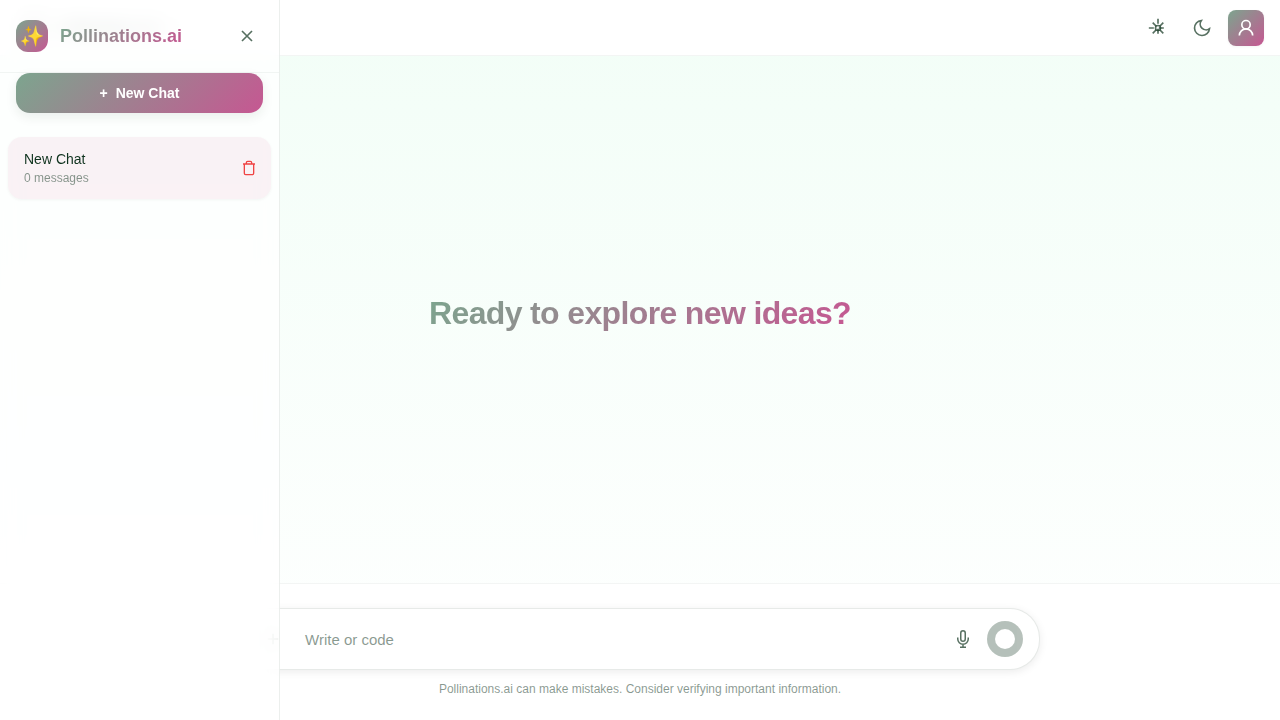 Pollinations.ai
+ New Chat
New Chat
0 messages
Ready to explore new ideas?
Write or code
Pollinations.ai can make mistakes. Consider verifying important information.